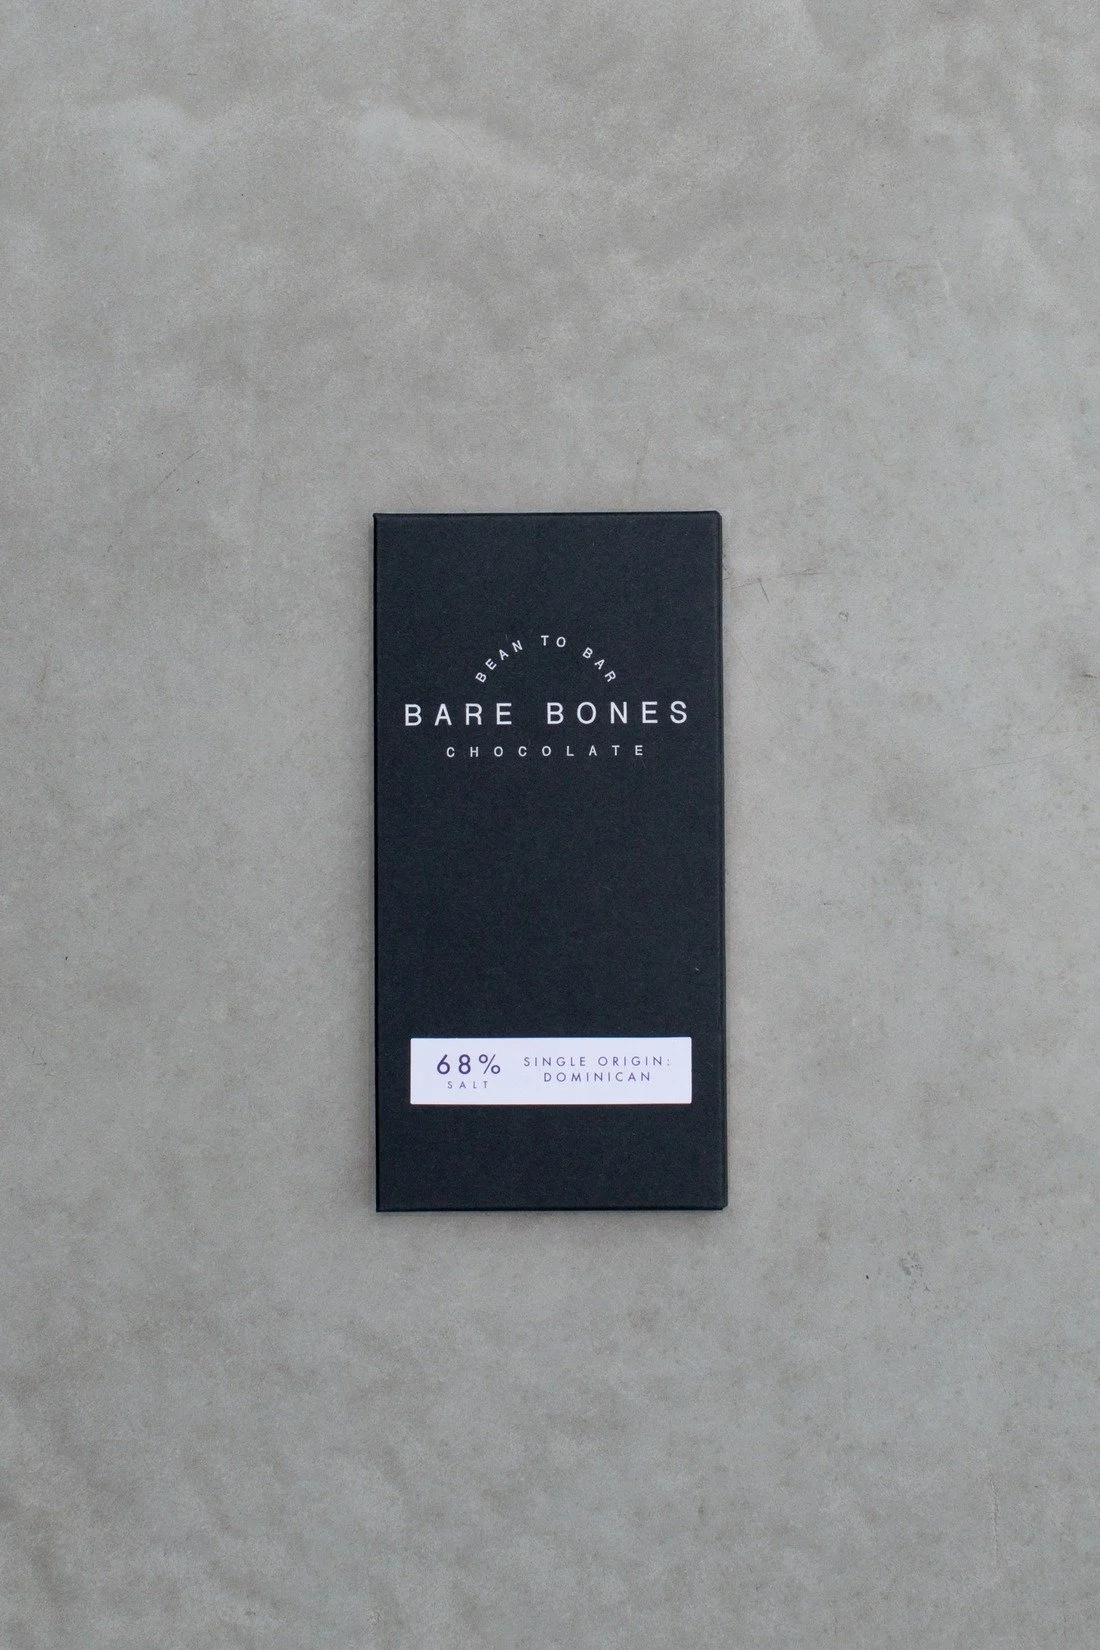 BEAN TO BAR
BARE BONES
CHOCOLATE
68%
SALT
SINGLE ORIGIN:
DOMINICAN